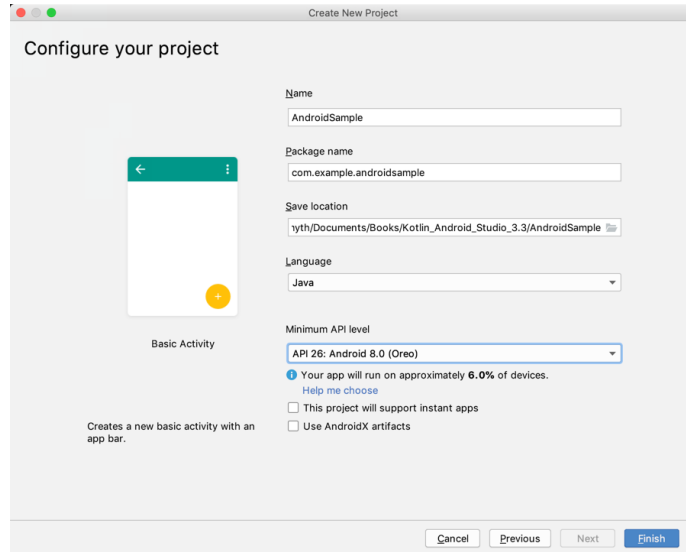 Create New Project
Configure your project
Name
AndroidSample
Package name
com.example.androidsample
Save location
/Documents/Books/Kotlin_Android_Studio_3.3/AndroidSample
Language
Java
Basic Activity
Minimum API level
API 26: Android 8.0 (Oreo)
Your app will run on approximately 6.0% of devices.
Help me choose
This project will support instant apps
Creates a new basic activity with an
app bar.
Use AndroidX artifacts
Cancel
Previous
Next
Finish